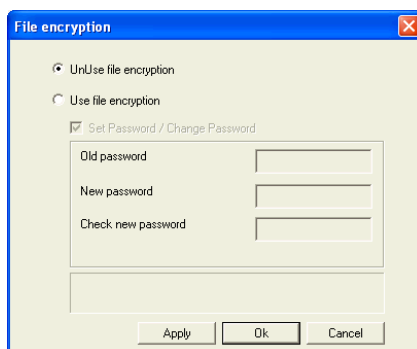 File encryption
UnUse file encryption
Use file encryption
Set Password / Change Password
Old password
New password
Check new password
Apply Ok Cancel